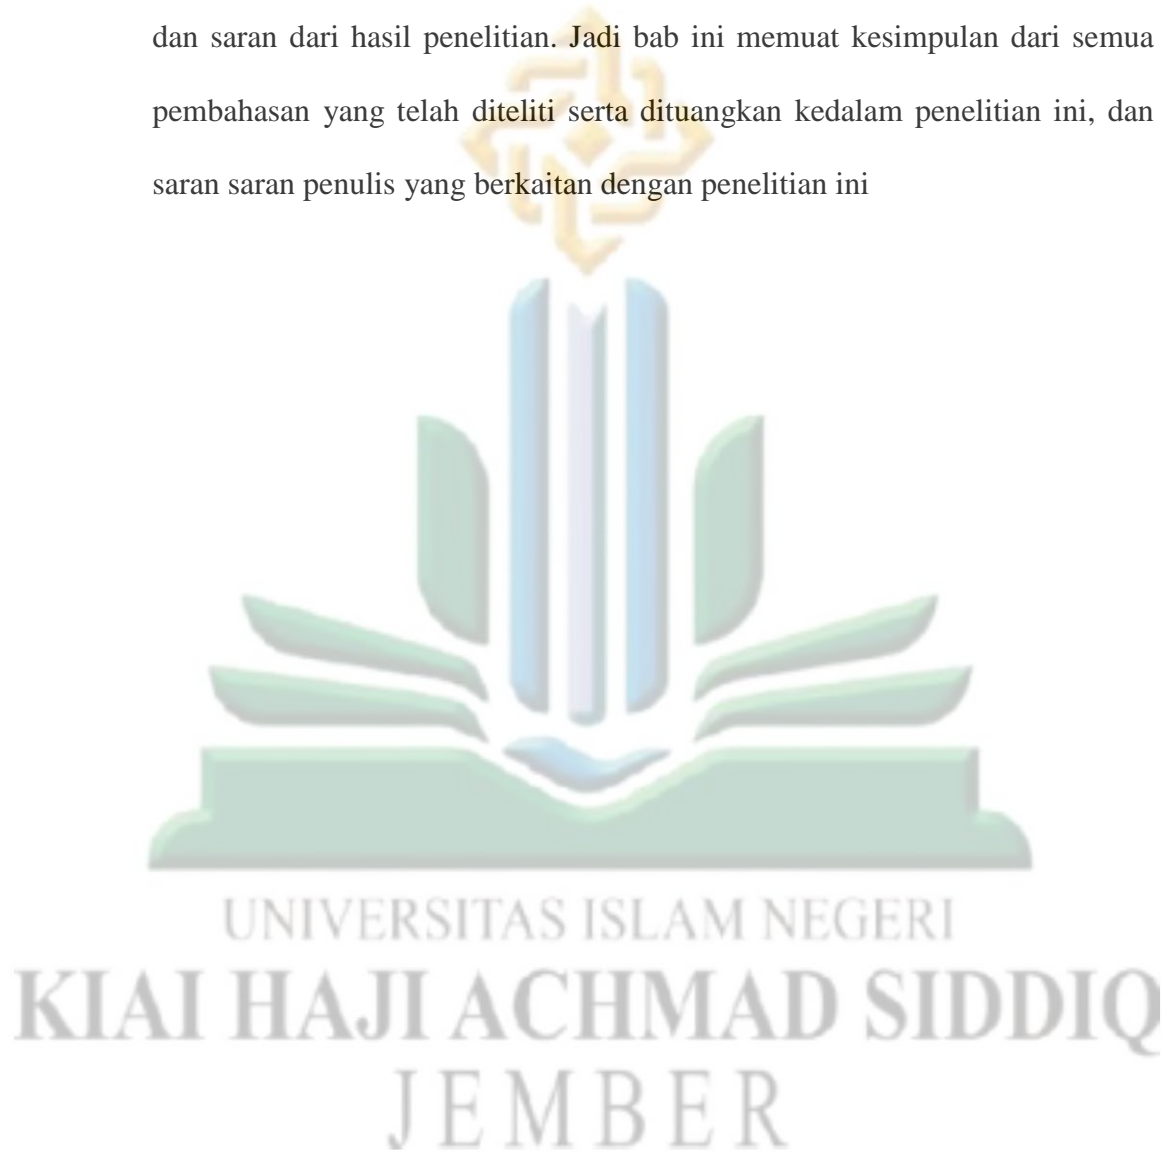 dan saran dari hasil penelitian. Jadi bab ini memuat kesimpulan dari semua
pembahasan yang telah diteliti serta dituangkan kedalam penelitian ini, dan
saran saran penulis yang berkaitan dengan penelitian ini
UNIVERSITAS ISLAM NEGERI
KIAI HAJI ACHMAD SIDDIQ
JEMBER